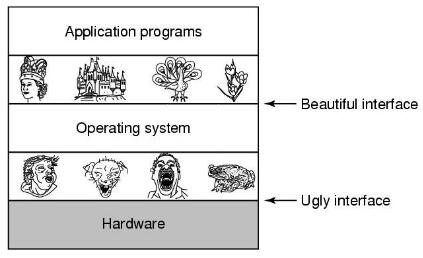 Application programs
Beautiful interface
Operating system
Ugly interface
Hardware